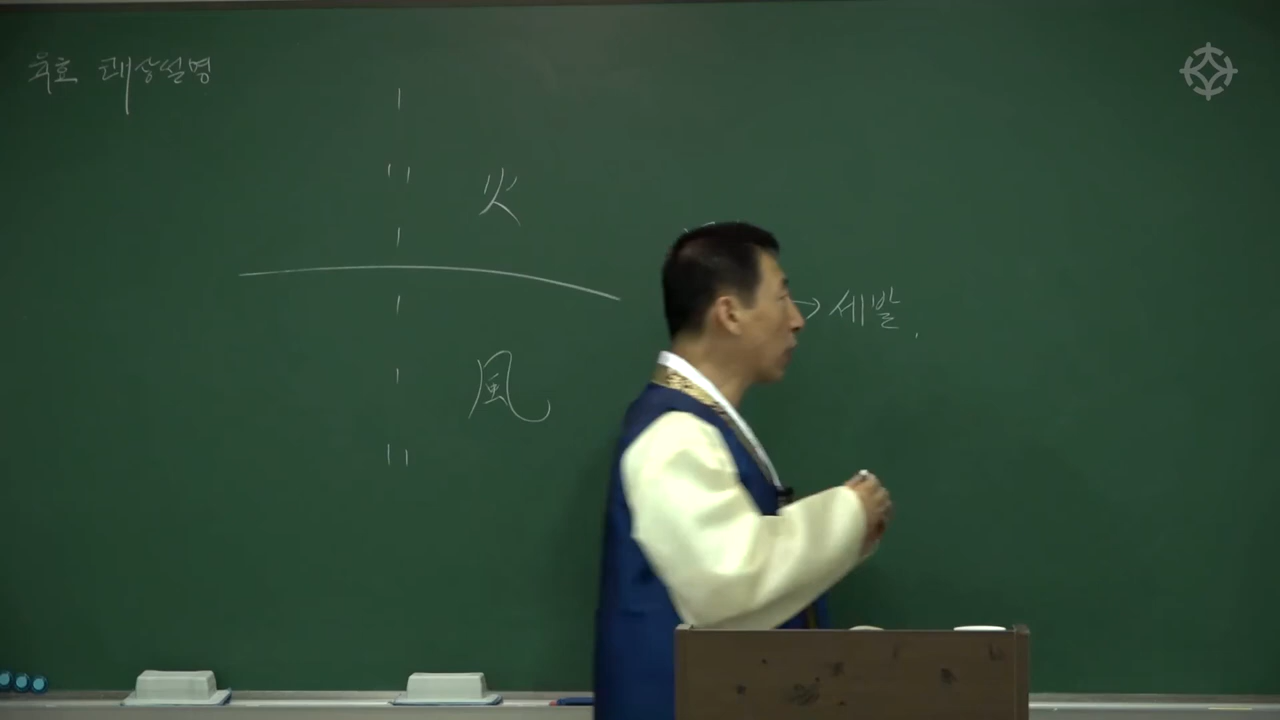 육효 괘상설명
火
→ 세발
風